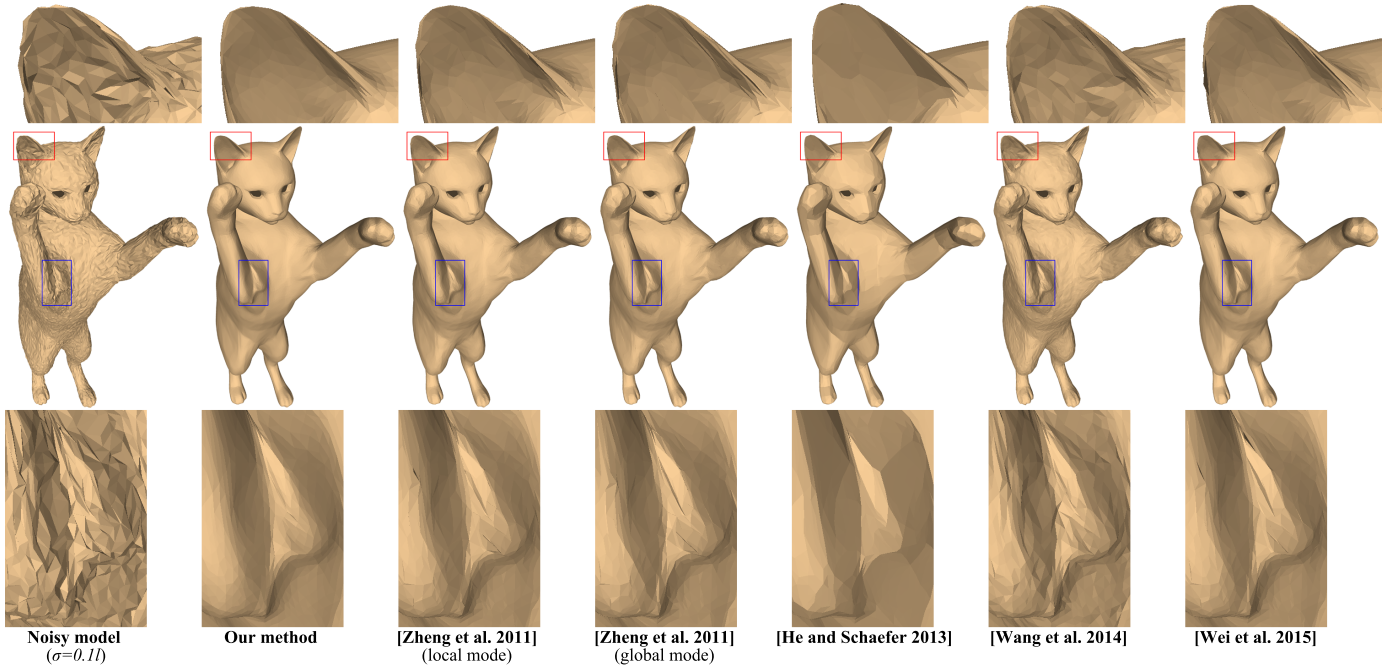 Noisy model
(σ=0.1l)
Our method
[Zheng et al. 2011]
(local mode)
[Zheng et al. 2011]
(global mode)
[He and Schaefer 2013]
[Wang et al. 2014]
[Wei et al. 2015]